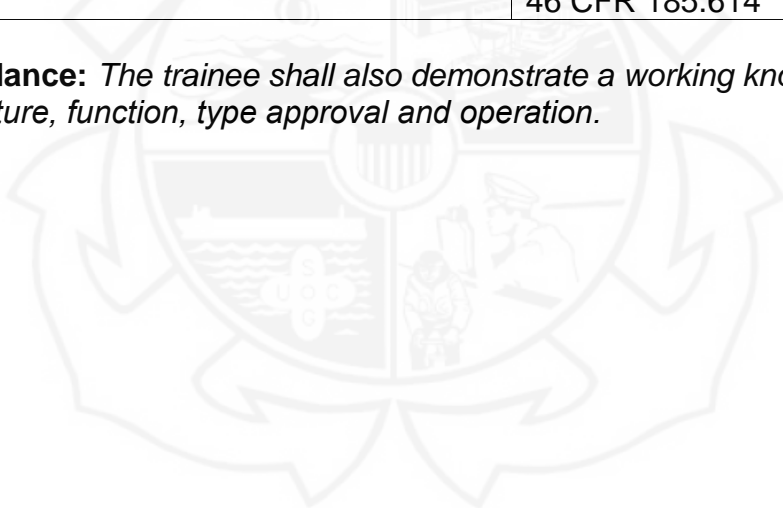 46 CFR 185.614
lance: The trainee shall also demonstrate a working kno
ture, function, type approval and operation.